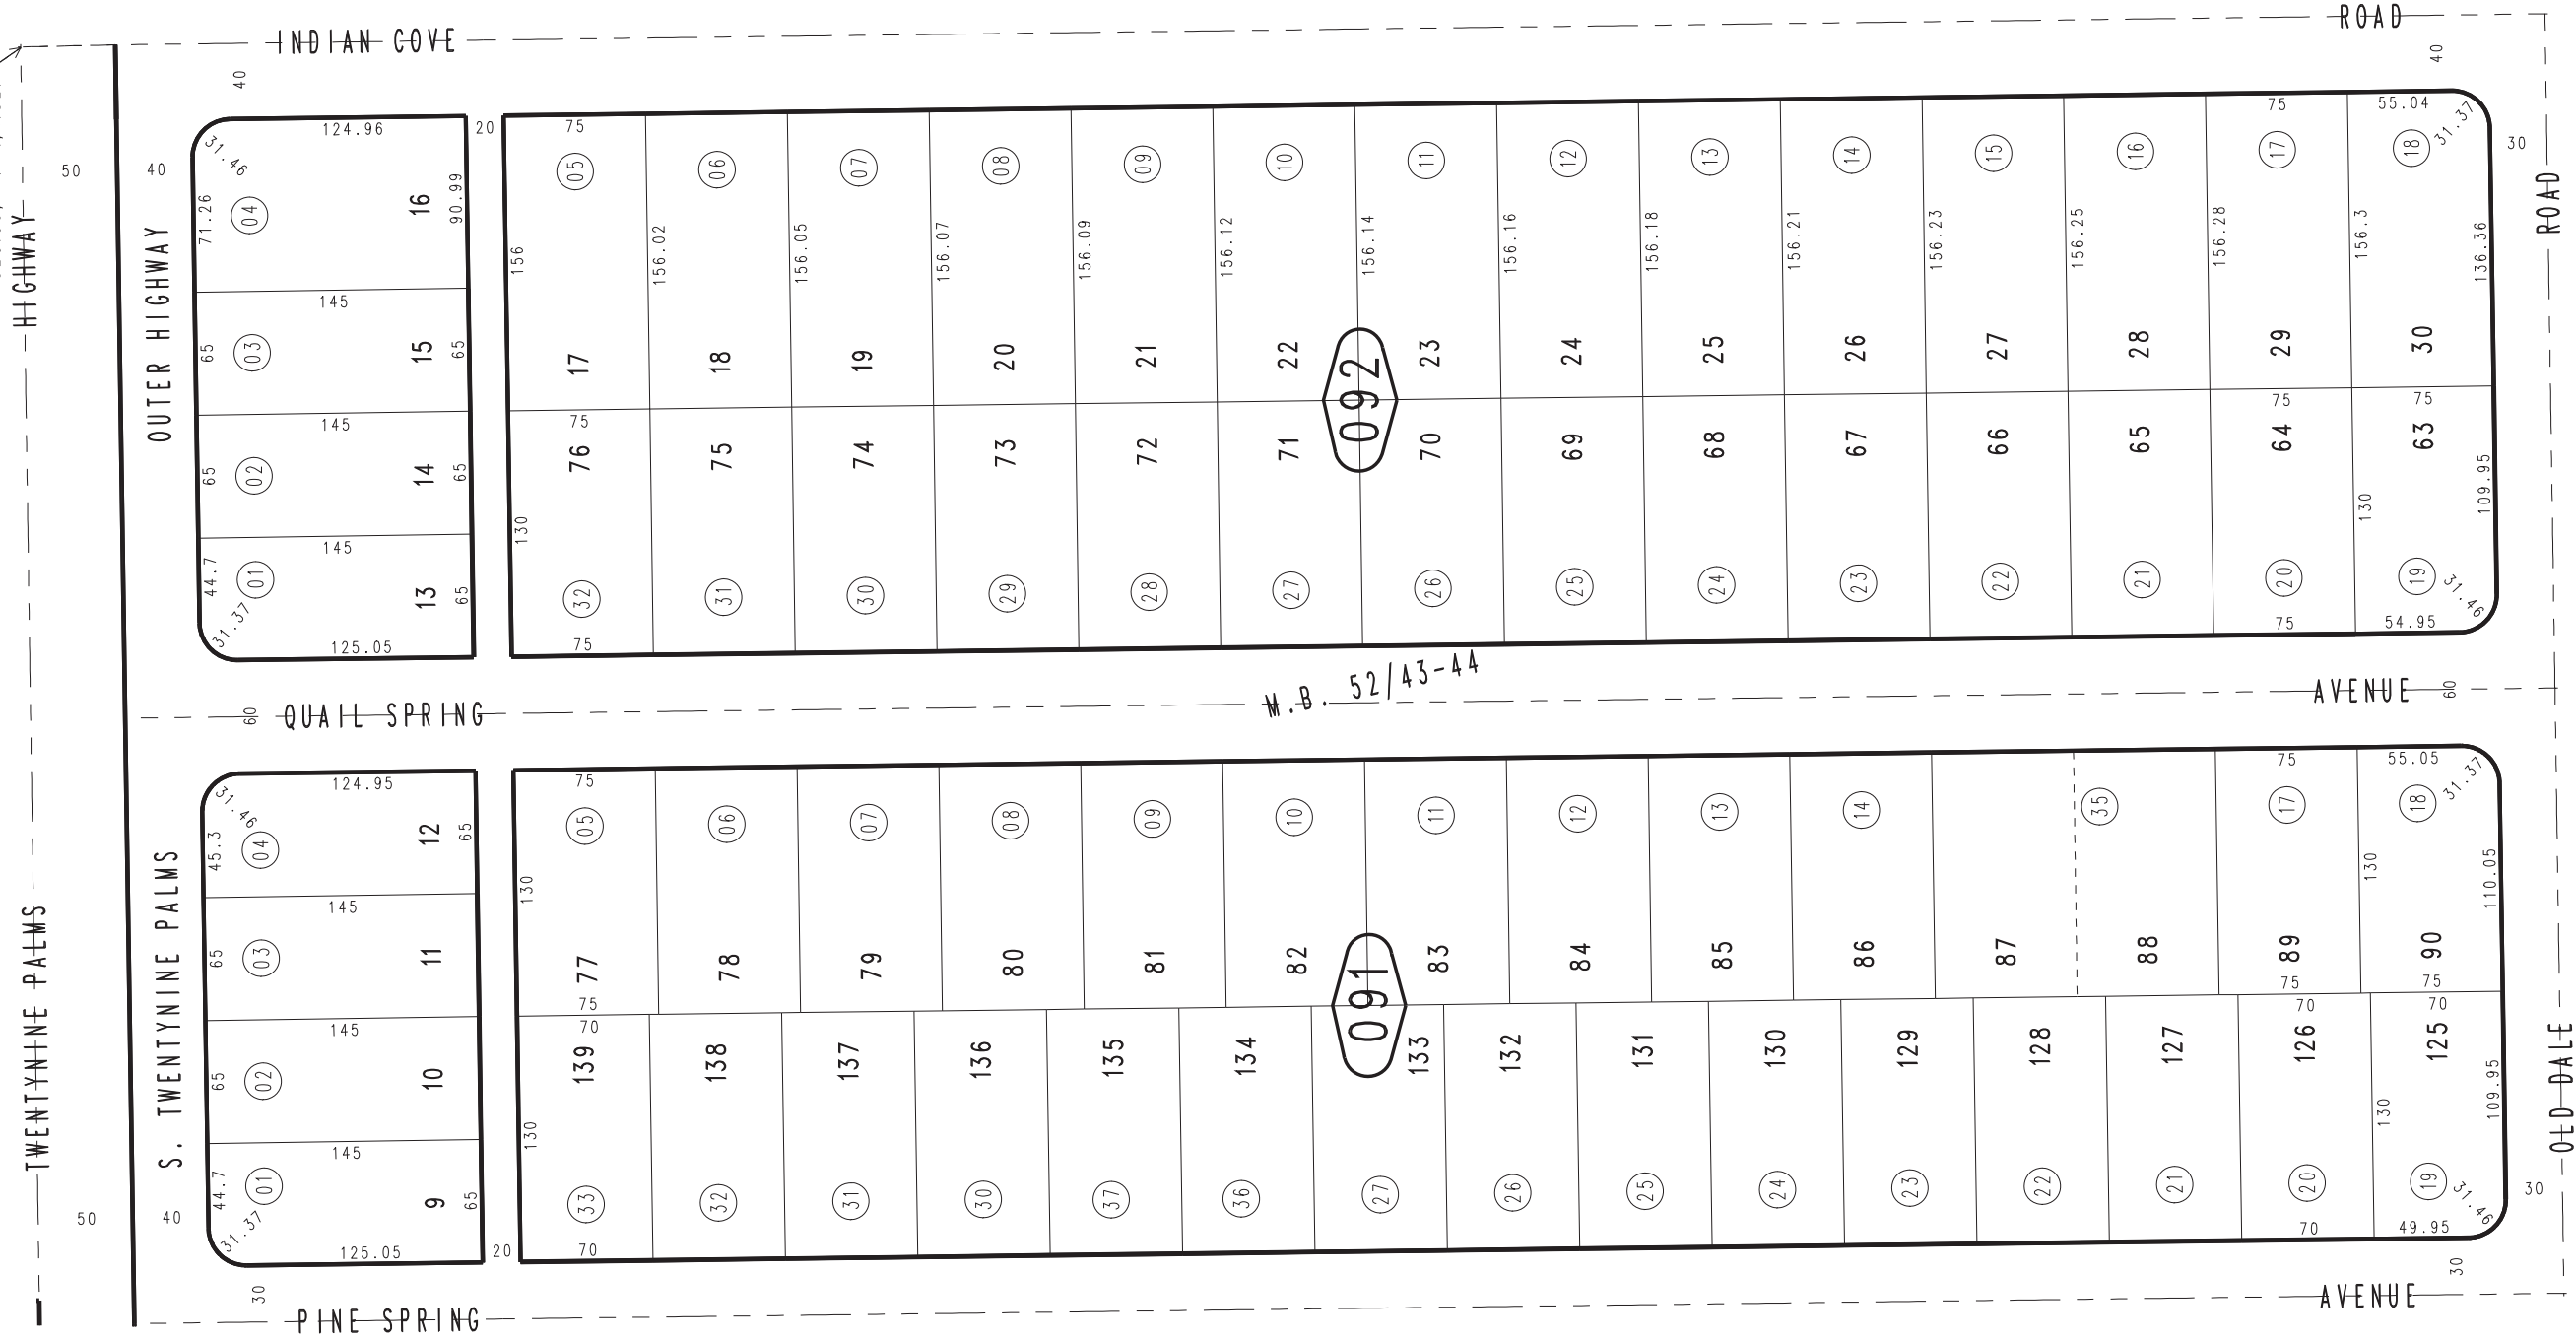 INDIAN COVE ROAD
40 40
124.96 20 75 75 55.04
31.46 31.37
50 40 05 06 07 08 09 10 11 12 13 14 15 16 17 18 30
71.26 04 16 90.99
156 156.02 156.05 156.07 156.09 156.12 156.14 156.16 156.18 156.21 156.23 156.25 156.28 156.3 136.36
145
65 03 15 65 17 18 19 20 21 22 23 24 25 26 27 28 29 30
092
145 75 75 75
65 02 14 65 76 75 74 73 72 71 70 69 68 67 66 65 64 63
130 130 109.95
145
44.7 01 13 65 32 31 30 29 28 27 26 25 24 23 22 21 20 19
31.37 31.46
125.05 75 75 54.95
HIGHWAY
OUTER HIGHWAY
ROAD
M.B. 52/43-44
60 QUAIL SPRING AVENUE 60
124.95 75 75 55.05
31.46 31.37
45.3 04 12 65 05 06 07 08 09 10 11 12 13 14 35 17 18
130 130 110.05
145
65 03 11 77 78 79 80 81 82 83 84 85 86 87 88 89 90
75 75 75
091
145 70 70 70
65 02 10 139 138 137 136 135 134 133 132 131 130 129 128 127 126 125
130 130 109.95
145
44.7 01 9 65 33 32 31 30 37 36 27 26 25 24 23 22 21 20 19
50 40 31.37 31.46 30
125.05 20 70 70 49.95
TWENTYNINE PALMS
S. TWENTYNINE PALMS
OLD DALE
30 30
PINE SPRING AVENUE